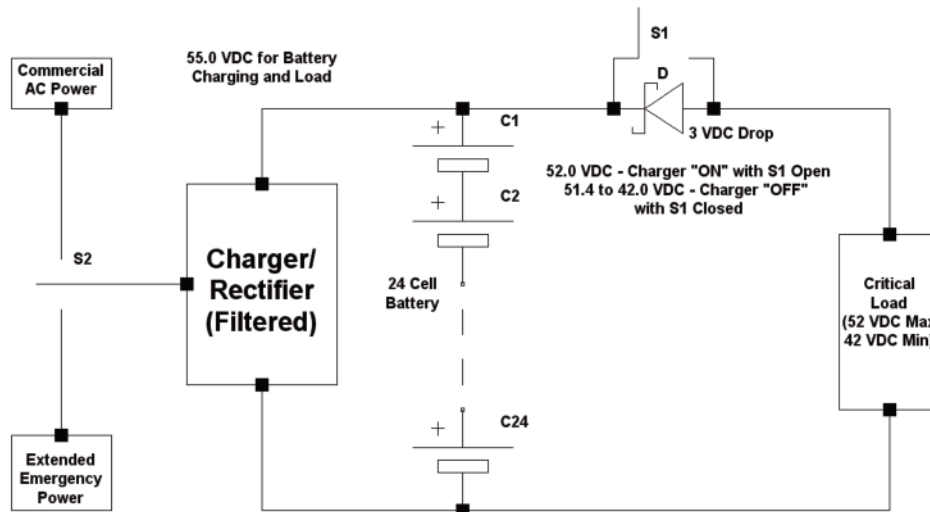 S1
55.0 VDC for Battery
Charging and Load
Commercial
AC Power
D
C1
3 VDC Drop
52.0 VDC - Charger "ON" with S1 Open
51.4 to 42.0 VDC - Charger "OFF"
with S1 Closed
C2
S2
Charger/
Rectifier
(Filtered)
24 Cell
Battery
Critical
Load
(52 VDC Max
42 VDC Min)
C24
Extended
Emergency
Power